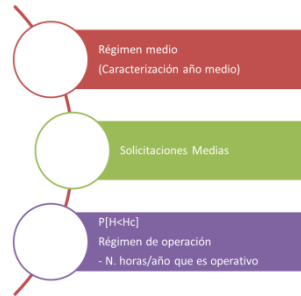 Régimen medio
(Caracterización año medio)
Solicitaciones Medias
P[H<Hc]
Régimen de operación
- N. horas/año que es operativo